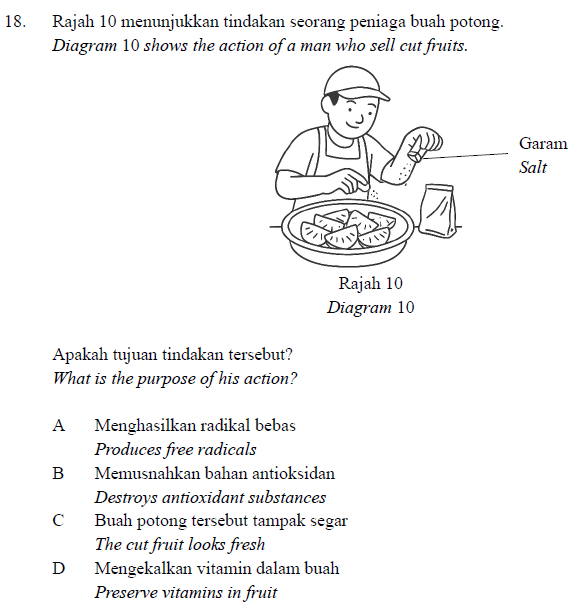 18. Rajah 10 menunjukkan tindakan seorang peniaga buah potong.
Diagram 10 shows the action of a man who sell cut fruits.
Garam
Salt
Rajah 10
Diagram 10
Apakah tujuan tindakan tersebut?
What is the purpose of his action?
A Menghasilkan radikal bebas
Produces free radicals
B Memusnahkan bahan antioksidan
Destroys antioxidant substances
C Buah potong tersebut tampak segar
The cut fruit looks fresh
D Mengekalkan vitamin dalam buah
Preserve vitamins in fruit